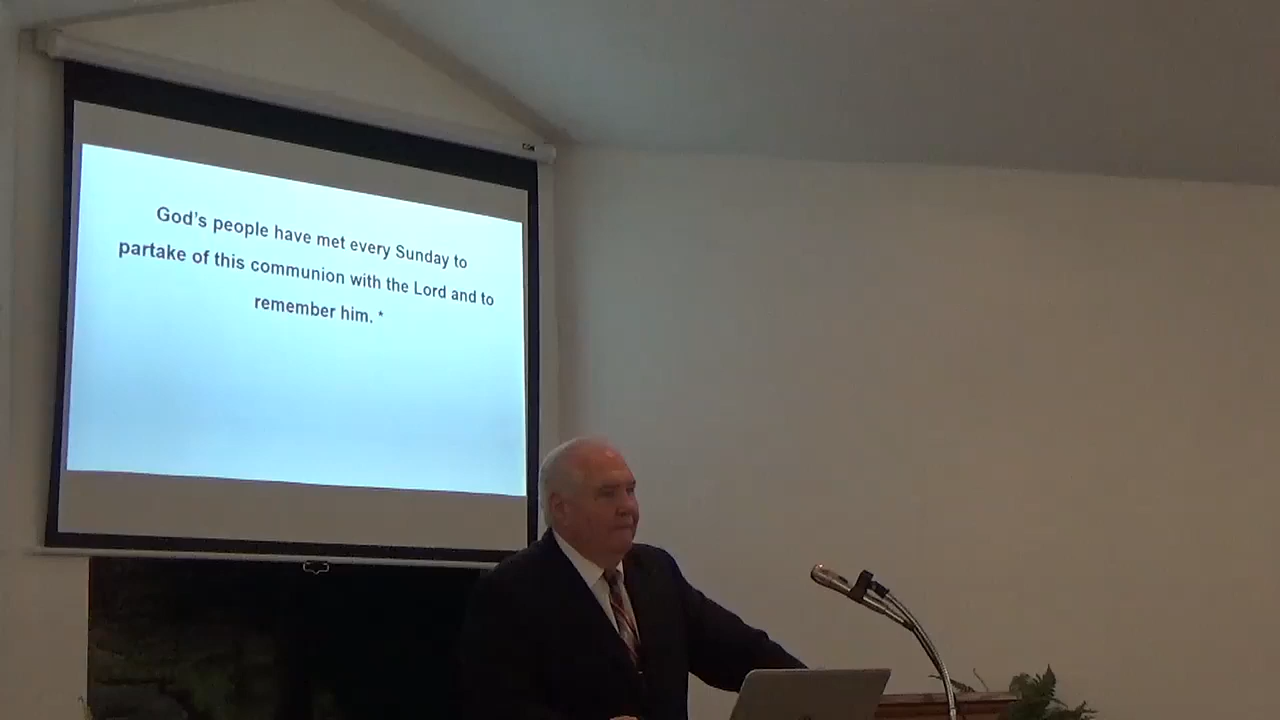 God's people have met every Sunday to
partake of this communion with the Lord and to
remember him. *